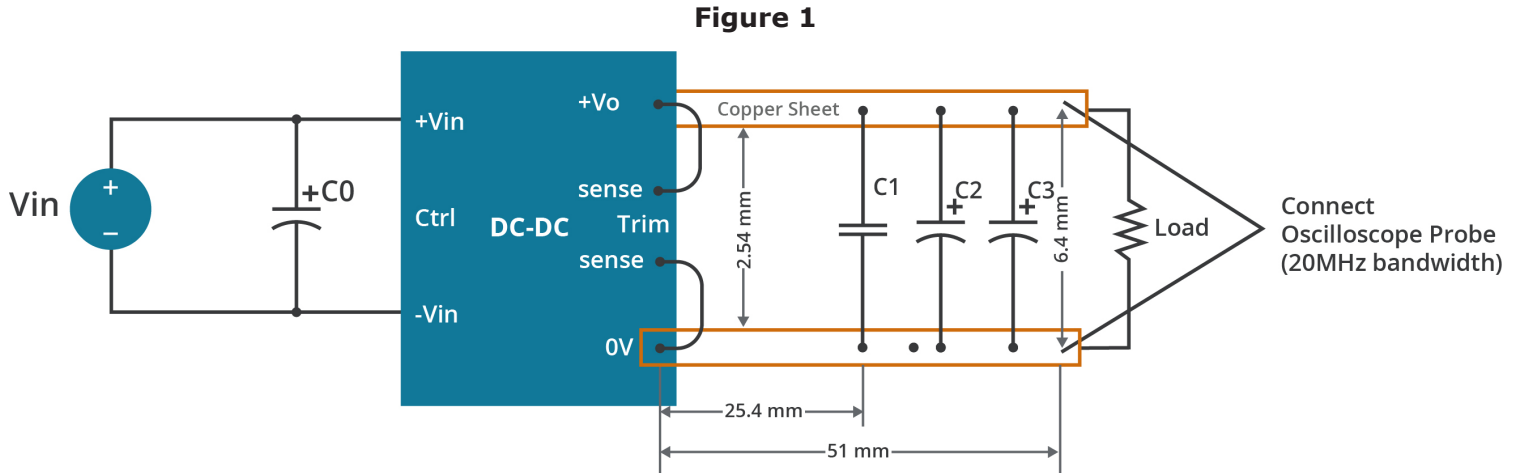 Figure 1
Vin
+
−
+C0
+Vin
Ctrl
-Vin
DC-DC
+Vo
sense
Trim
sense
0V
Copper Sheet
2.54 mm
C1
+C2
+C3
6.4 mm
Load
25.4 mm
51 mm
Connect
Oscilloscope Probe
(20MHz bandwidth)